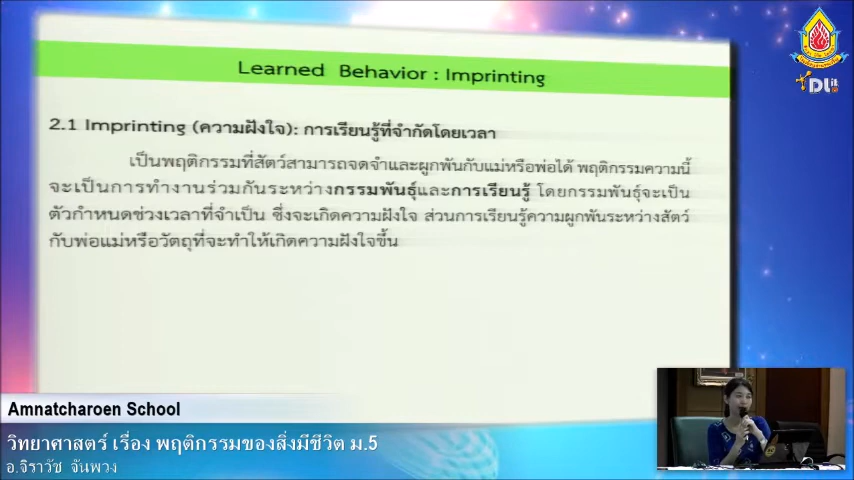 Learned Behavior : Imprinting
2.1 Imprinting (ความฝังใจ): การเรียนรู้ที่จำกัดโดยเวลา
เป็นพฤติกรรมที่สัตว์สามารถจดจำและผูกพันกับแม่หรือพ่อได้ พฤติกรรมความนี้
จะเป็นการทำงานร่วมกันระหว่างกรรมพันธุ์และการเรียนรู้ โดยกรรมพันธุ์จะเป็น
ตัวกำหนดช่วงเวลาที่จำเป็น ซึ่งจะเกิดความฝังใจ ส่วนการเรียนรู้ความผูกพันระหว่างสัตว์
กับพ่อแม่หรือวัตถุที่จะทำให้เกิดความฝังใจขึ้น
DLit
Amnatcharoen School
วิทยาศาสตร์ เรื่อง พฤติกรรมของสิ่งมีชีวิต ม.5
อ.จิราวัช จันพวง